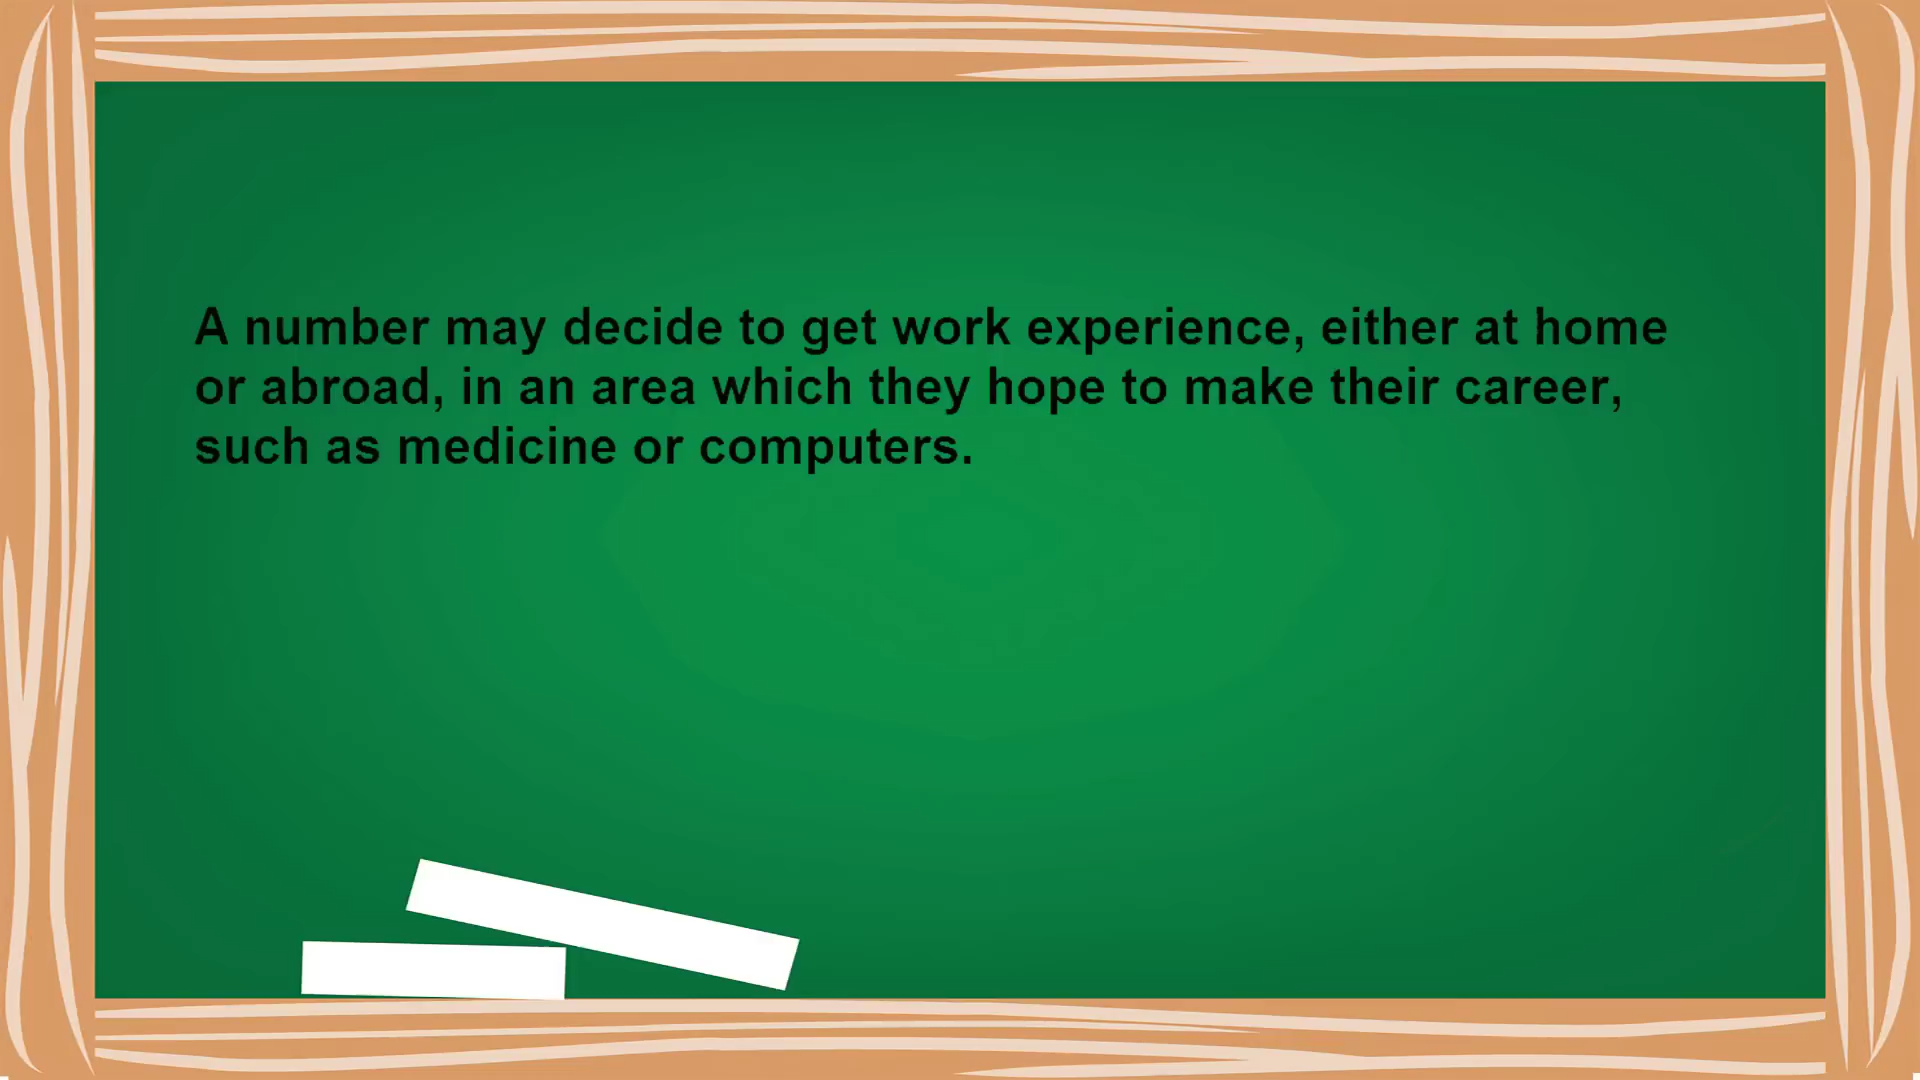 A number may decide to get work experience, either at home
or abroad, in an area which they hope to make their career,
such as medicine or computers.